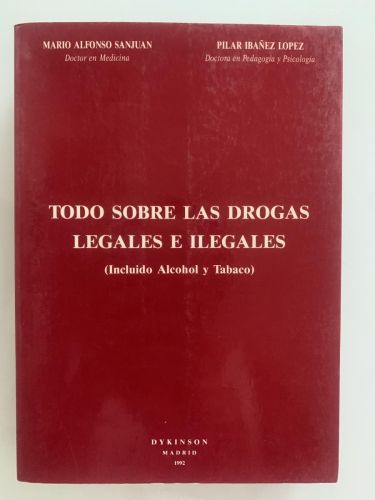 MARIO ALFONSO SANJUAN PILAR IBAÑEZ LOPEZ
Doctor en Medicina Doctora en Pedagogía y Psicología
TODO SOBRE LAS DROGAS
LEGALES E ILEGALES
(Incluido Alcohol y Tabaco)
DYKINSON
MADRID
1992